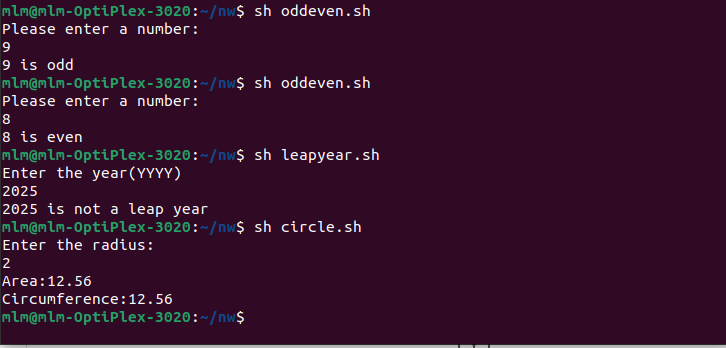 mlm@mlm-OptiPlex-3020:~/nw$ sh oddeven.sh
Please enter a number:
9
9 is odd
mlm@mlm-OptiPlex-3020:~/nw$ sh oddeven.sh
Please enter a number:
8
8 is even
mlm@mlm-OptiPlex-3020:~/nw$ sh leapyear.sh
Enter the year(YYYY)
2025
2025 is not a leap year
mlm@mlm-OptiPlex-3020:~/nw$ sh circle.sh
Enter the radius:
2
Area:12.56
Circumference:12.56
mlm@mlm-OptiPlex-3020:~/nw$